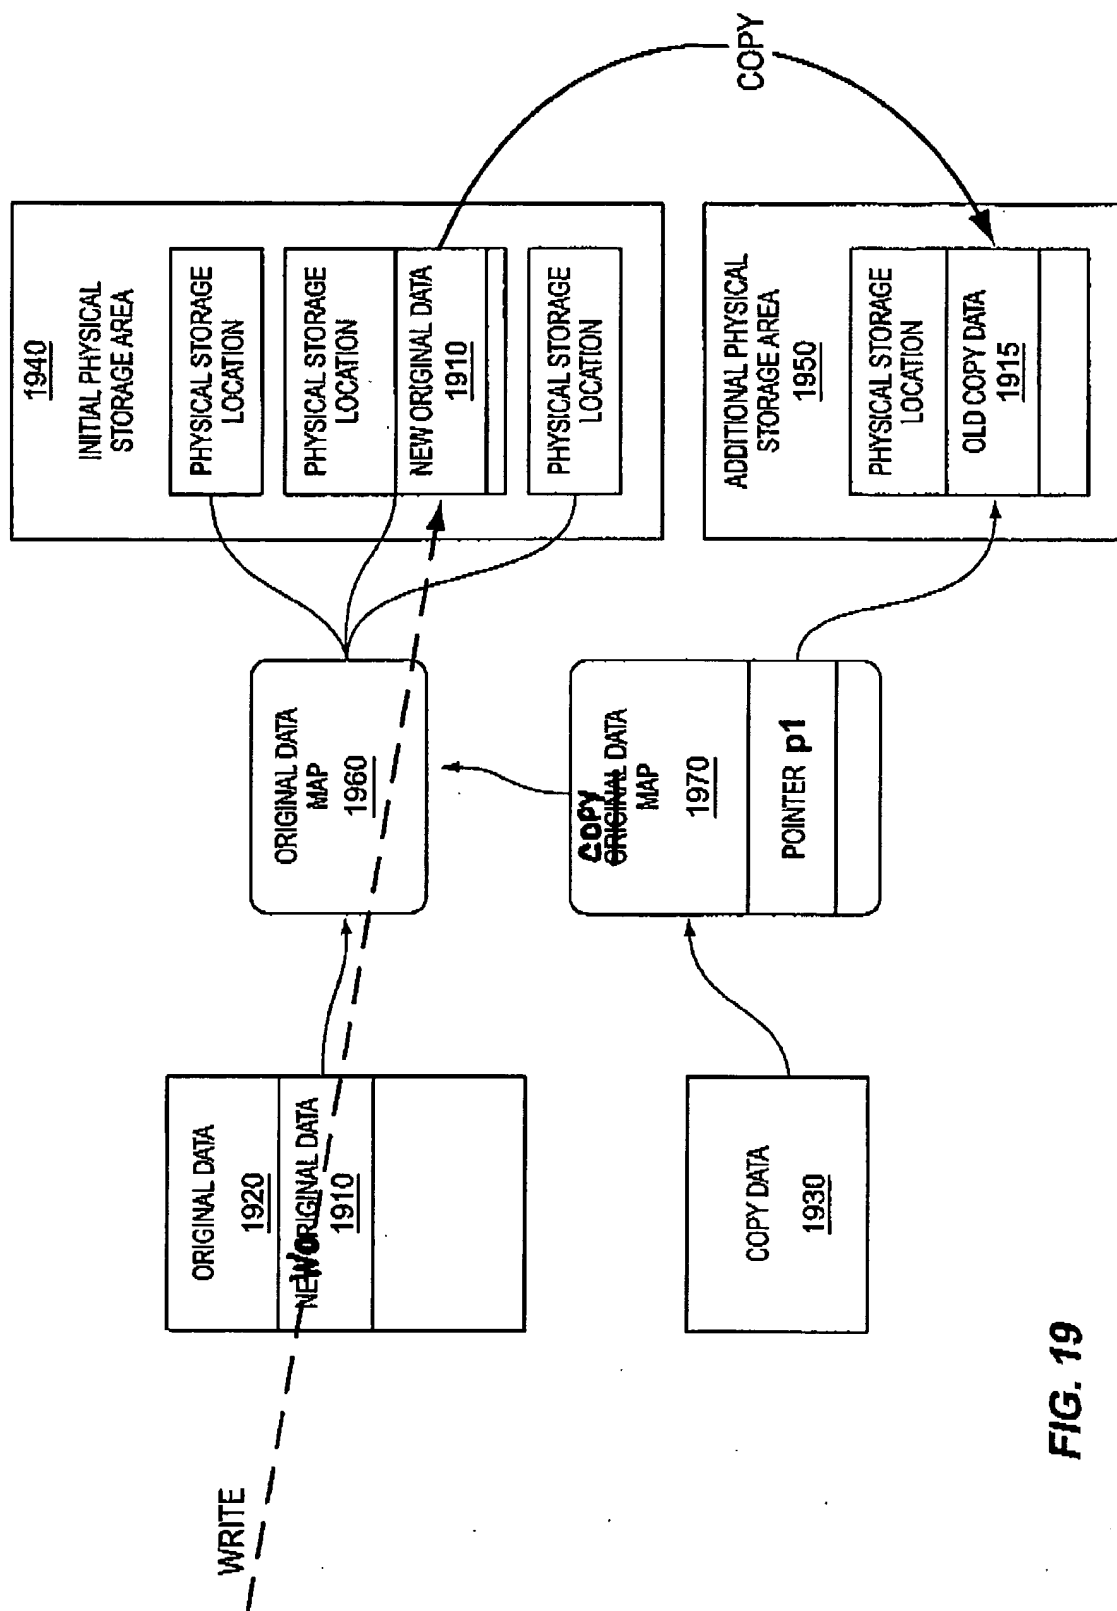 WRITE
ORIGINAL DATA
1920
NEW ORIGINAL DATA
1910
COPY DATA
1930
ORIGINAL DATA
MAP
1960
COPY
ORIGINAL DATA
MAP
1970
POINTER p1
1940
INITIAL PHYSICAL
STORAGE AREA
PHYSICAL STORAGE
LOCATION
PHYSICAL STORAGE
LOCATION
NEW ORIGINAL DATA
1910
PHYSICAL STORAGE
LOCATION
ADDITIONAL PHYSICAL
STORAGE AREA
1950
PHYSICAL STORAGE
LOCATION
OLD COPY DATA
1915
COPY
FIG. 19